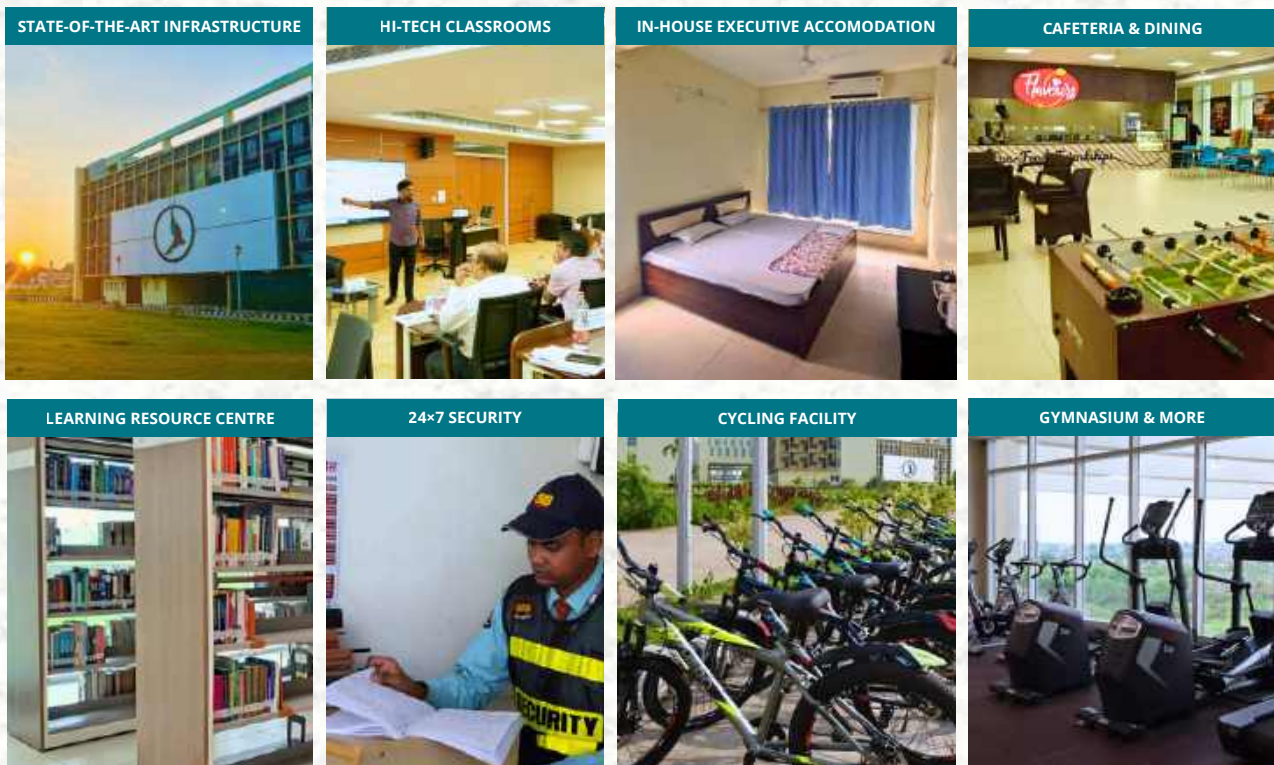 STATE-OF-THE-ART INFRASTRUCTURE
HI-TECH CLASSROOMS
IN-HOUSE EXECUTIVE ACCOMODATION
CAFETERIA & DINING
Flavours
LEARNING RESOURCE CENTRE
24×7 SECURITY
SECURITY
CYCLING FACILITY
GYMNASIUM & MORE